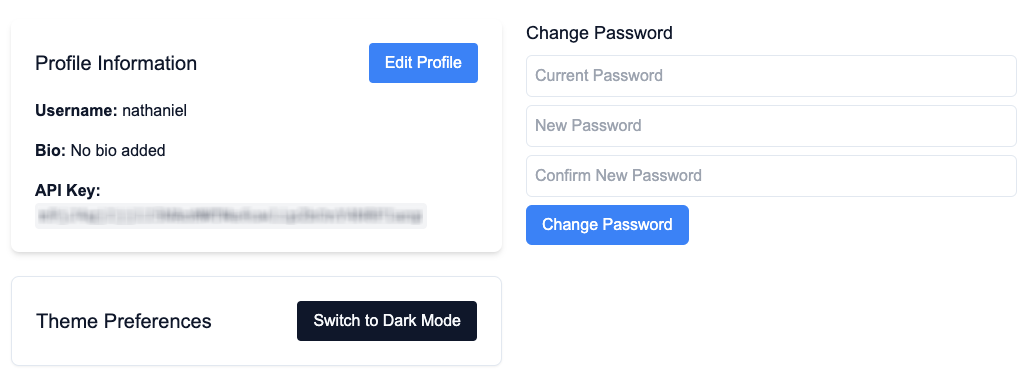 Profile Information
Edit Profile
Username: nathaniel
Bio: No bio added
API Key:
Theme Preferences
Switch to Dark Mode
Change Password
Current Password
New Password
Confirm New Password
Change Password